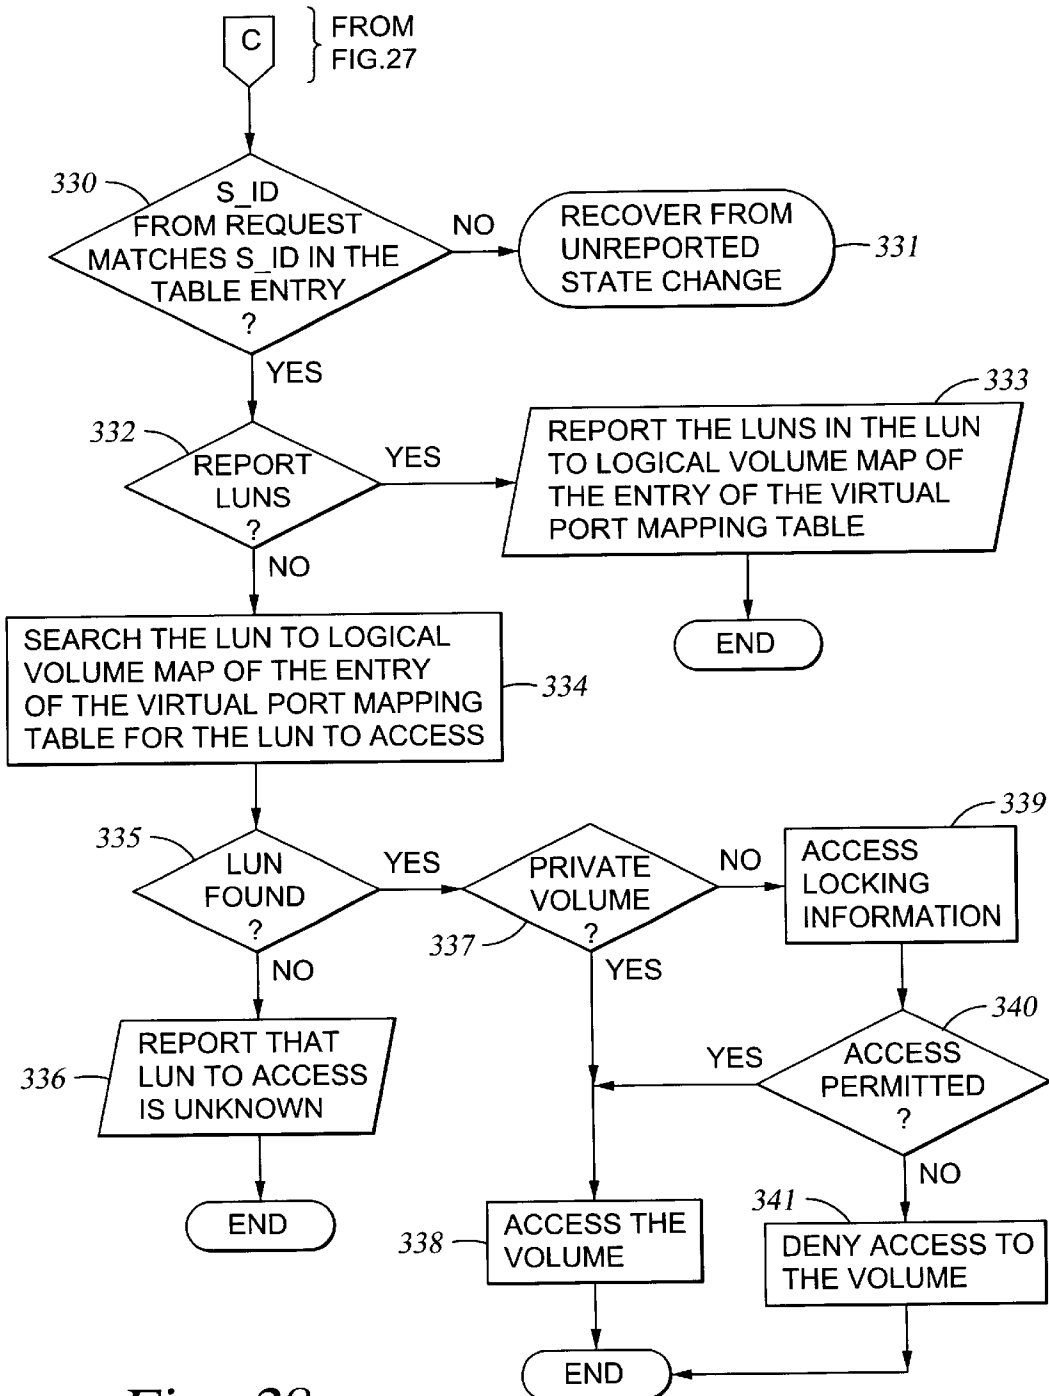 C
FROM
FIG.27
330
S_ID
FROM REQUEST
MATCHES S_ID IN THE
TABLE ENTRY
?
NO
RECOVER FROM
UNREPORTED
STATE CHANGE
331
YES
332
REPORT
LUNS
?
YES
333
REPORT THE LUNS IN THE LUN
TO LOGICAL VOLUME MAP OF
THE ENTRY OF THE VIRTUAL
PORT MAPPING TABLE
END
NO
SEARCH THE LUN TO LOGICAL
VOLUME MAP OF THE ENTRY
OF THE VIRTUAL PORT MAPPING
TABLE FOR THE LUN TO ACCESS
334
335
LUN
FOUND
?
YES
PRIVATE
VOLUME
?
337
NO
339
ACCESS
LOCKING
INFORMATION
NO
YES
336
REPORT THAT
LUN TO ACCESS
IS UNKNOWN
END
340
ACCESS
PERMITTED
?
YES
NO
338
ACCESS THE
VOLUME
341
DENY ACCESS TO
THE VOLUME
END